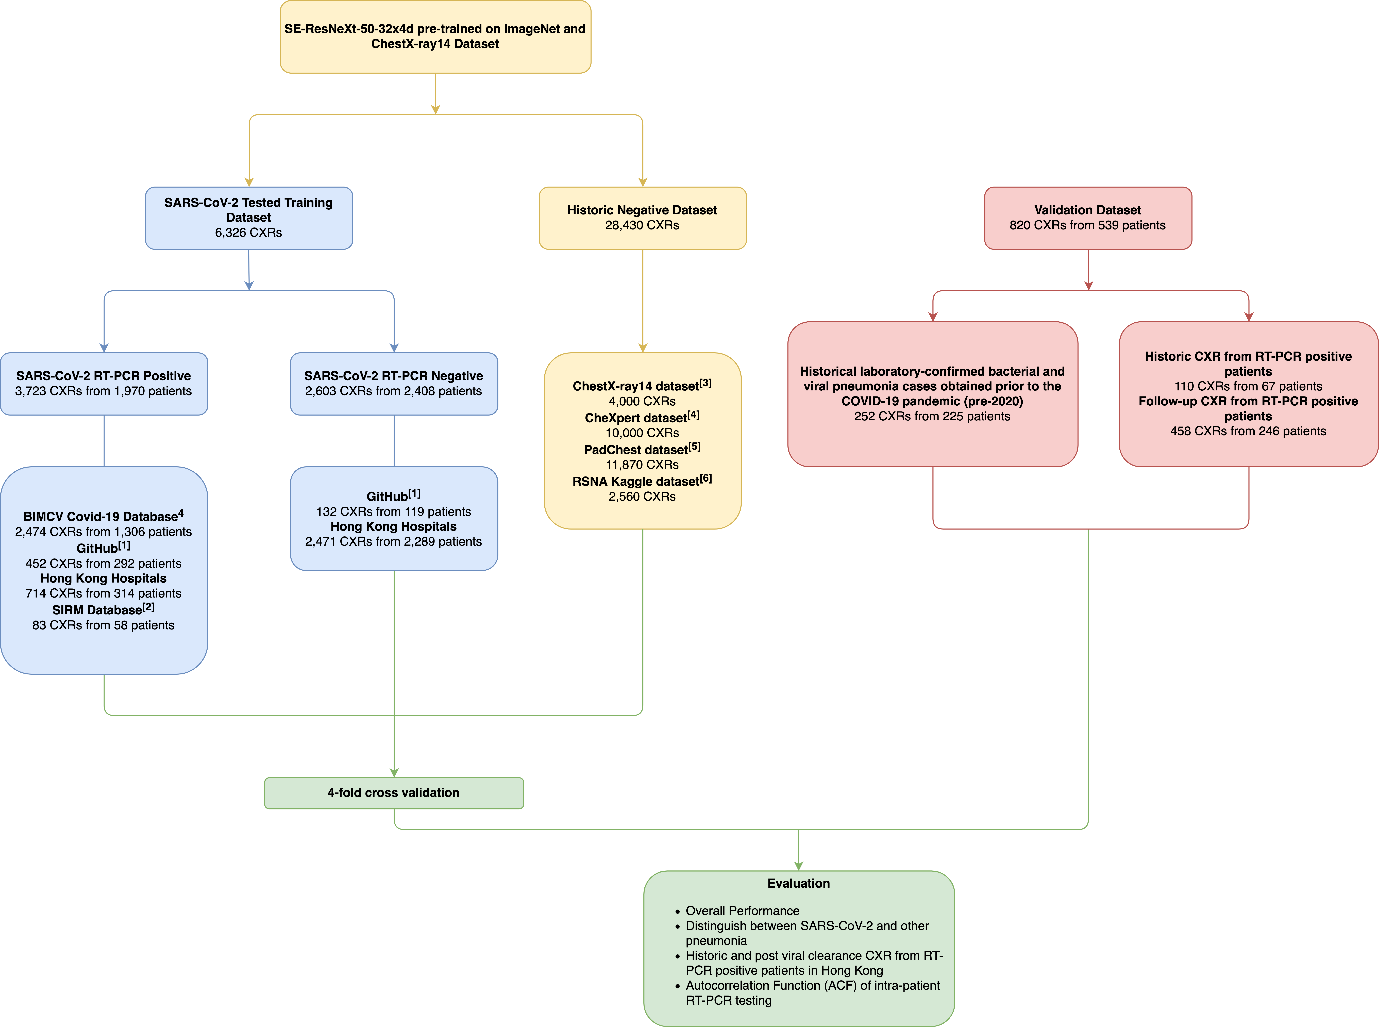 SE-ResNeXt-50-32x4d pre-trained on ImageNet and
ChestX-ray14 Dataset
SARS-CoV-2 Tested Training
Dataset
6,326 CXRs
Historic Negative Dataset
28,430 CXRs
Validation Dataset
820 CXRs from 539 patients
SARS-CoV-2 RT-PCR Positive
3,723 CXRs from 1,970 patients
SARS-CoV-2 RT-PCR Negative
2,603 CXRs from 2,408 patients
ChestX-ray14 dataset[3]
4,000 CXRs
CheXpert dataset[4]
10,000 CXRs
PadChest dataset[5]
11,870 CXRs
RSNA Kaggle dataset[6]
2,560 CXRs
Historical laboratory-confirmed bacterial and
viral pneumonia cases obtained prior to the
COVID-19 pandemic (pre-2020)
252 CXRs from 225 patients
Historic CXR from RT-PCR positive
patients
110 CXRs from 67 patients
Follow-up CXR from RT-PCR positive
patients
458 CXRs from 246 patients
BIMCV Covid-19 Database4
2,474 CXRs from 1,306 patients
GitHub[1]
452 CXRs from 292 patients
Hong Kong Hospitals
714 CXRs from 314 patients
SIRM Database[2]
83 CXRs from 58 patients
GitHub[1]
132 CXRs from 119 patients
Hong Kong Hospitals
2,471 CXRs from 2,289 patients
4-fold cross validation
Evaluation
• Overall Performance
• Distinguish between SARS-CoV-2 and other
pneumonia
• Historic and post viral clearance CXR from RT-
PCR positive patients in Hong Kong
• Autocorrelation Function (ACF) of intra-patient
RT-PCR testing